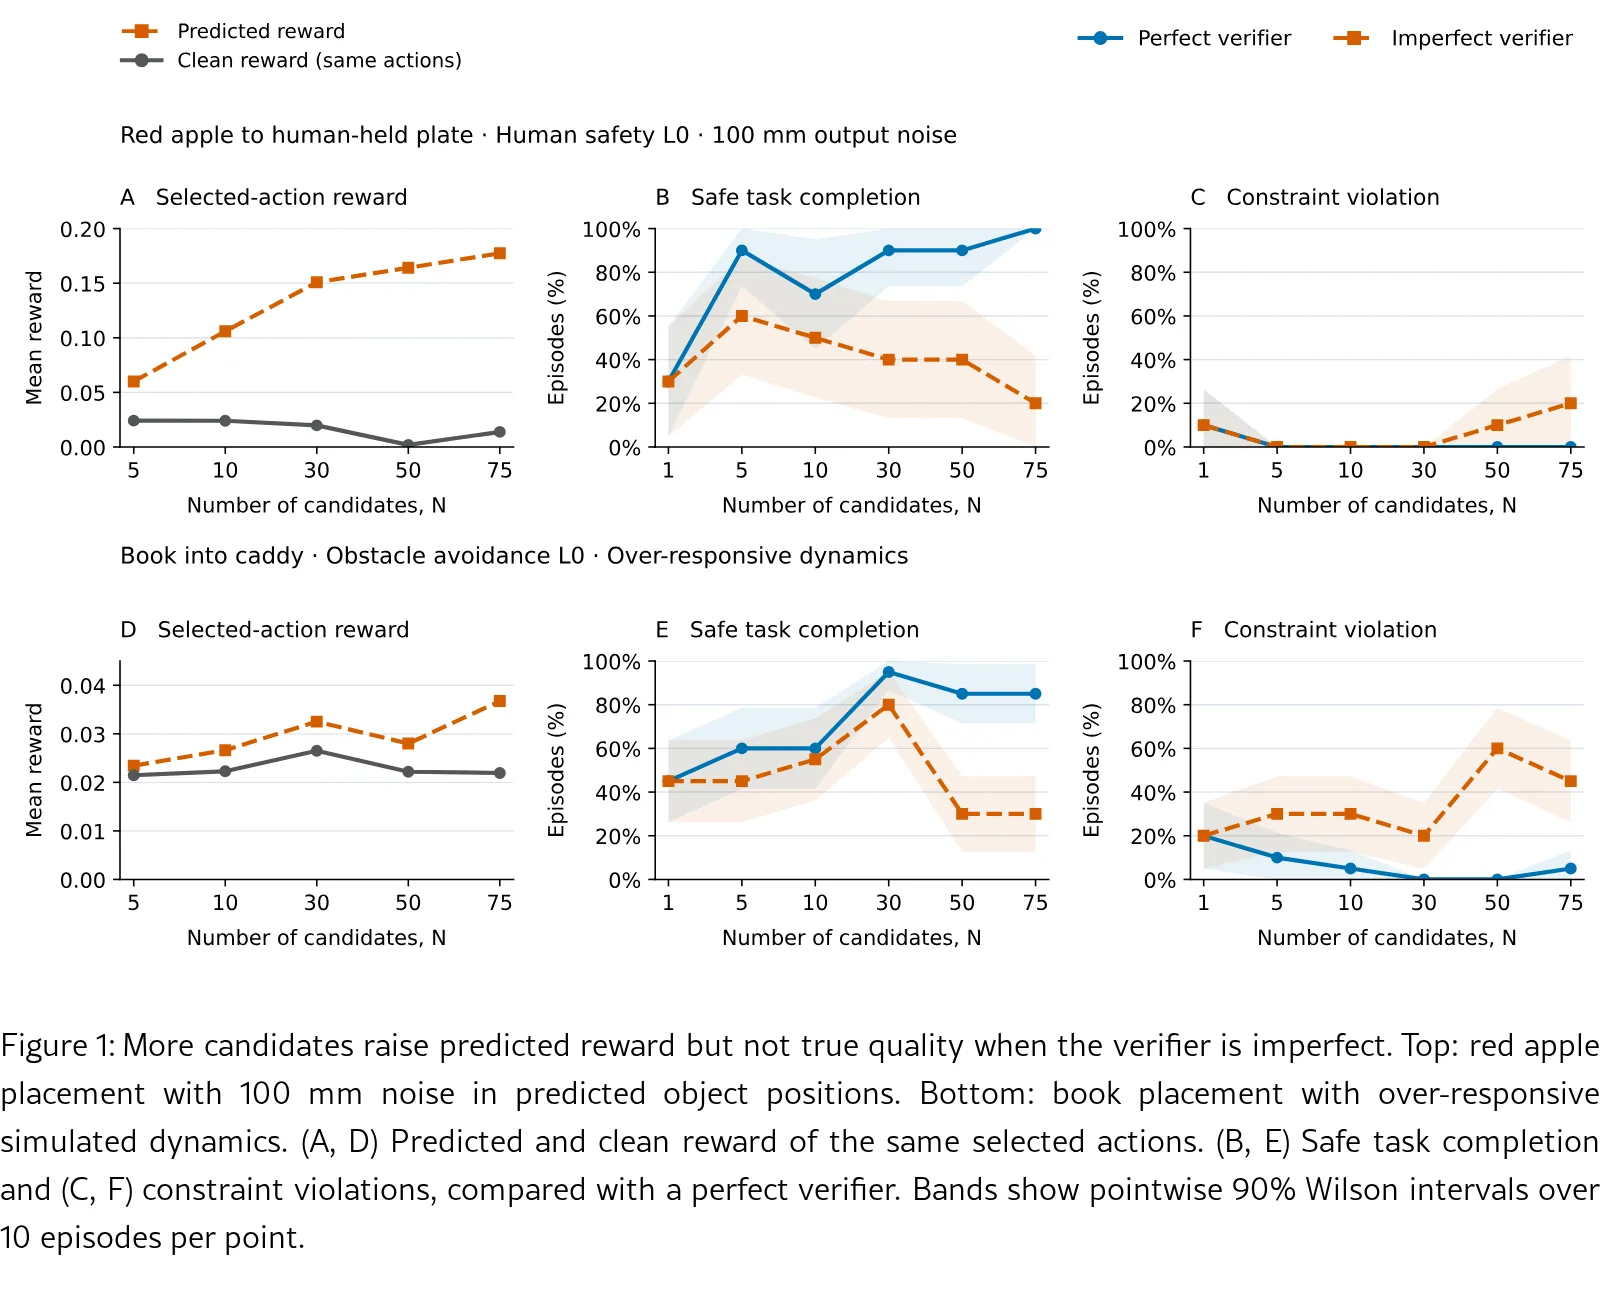 Predicted reward
Clean reward (same actions)
Perfect verifier
Imperfect verifier
Red apple to human-held plate · Human safety L0 · 100 mm output noise
A Selected-action reward
Mean reward
0.20
0.15
0.10
0.05
0.00
5 10 30 50 75
Number of candidates, N
B Safe task completion
Episodes (%)
100%
80%
60%
40%
20%
0%
1 5 10 30 50 75
Number of candidates, N
C Constraint violation
Episodes (%)
100%
80%
60%
40%
20%
0%
1 5 10 30 50 75
Number of candidates, N
Book into caddy · Obstacle avoidance L0 · Over-responsive dynamics
D Selected-action reward
Mean reward
0.04
0.03
0.02
0.01
0.00
5 10 30 50 75
Number of candidates, N
E Safe task completion
Episodes (%)
100%
80%
60%
40%
20%
0%
1 5 10 30 50 75
Number of candidates, N
F Constraint violation
Episodes (%)
100%
80%
60%
40%
20%
0%
1 5 10 30 50 75
Number of candidates, N
Figure 1: More candidates raise predicted reward but not true quality when the verifier is imperfect. Top: red apple
placement with 100 mm noise in predicted object positions. Bottom: book placement with over-responsive
simulated dynamics. (A, D) Predicted and clean reward of the same selected actions. (B, E) Safe task completion
and (C, F) constraint violations, compared with a perfect verifier. Bands show pointwise 90% Wilson intervals over
10 episodes per point.